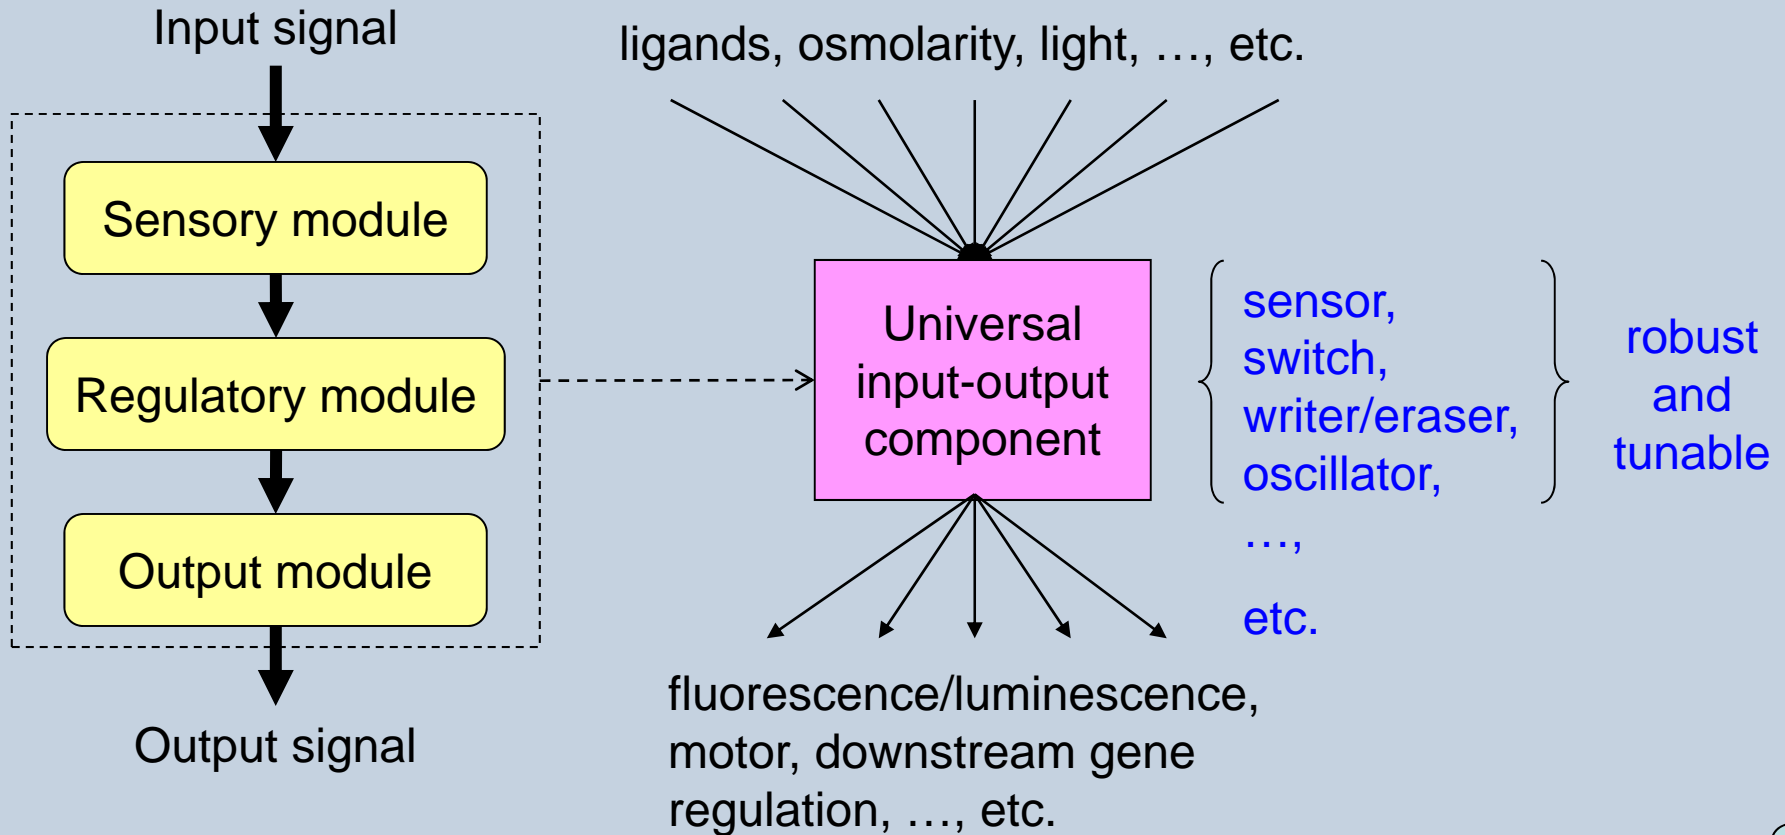 Input signal
Sensory module
Regulatory module
Output module
Output signal
ligands, osmolarity, light, …, etc.
Universal
input-output
component
sensor,
switch,
writer/eraser,
oscillator,
…,
etc.
robust
and
tunable
fluorescence/luminescence,
motor, downstream gene
regulation, …, etc.